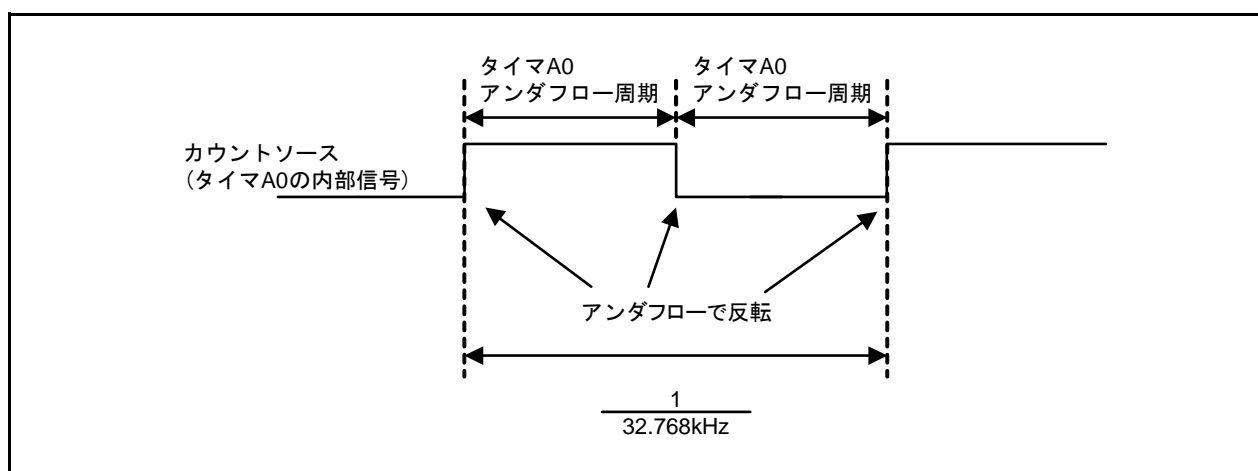 タイマA0
アンダフロー周期
タイマA0
アンダフロー周期
カウントソース
(タイマA0の内部信号)
アンダフローで反転
1
32.768kHz